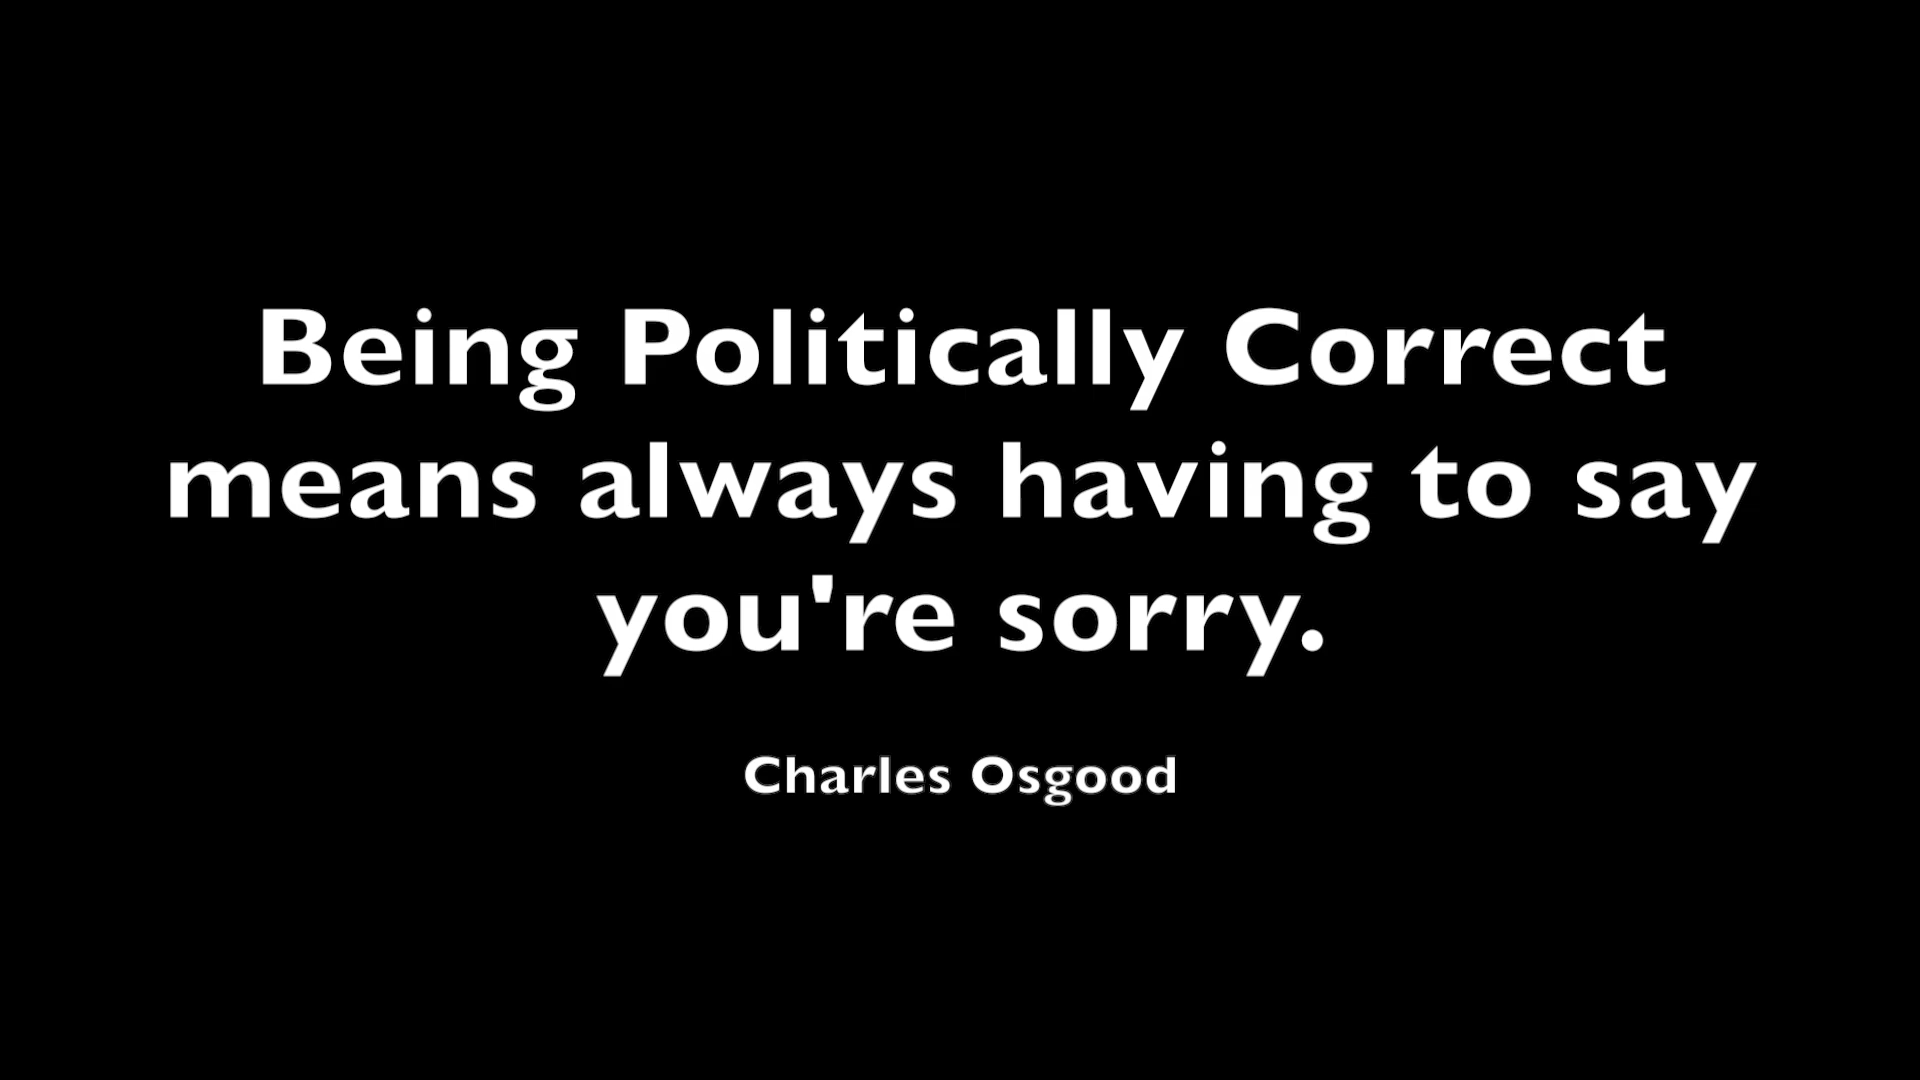 Being Politically Correct
means always having to say
you're sorry.
Charles Osgood